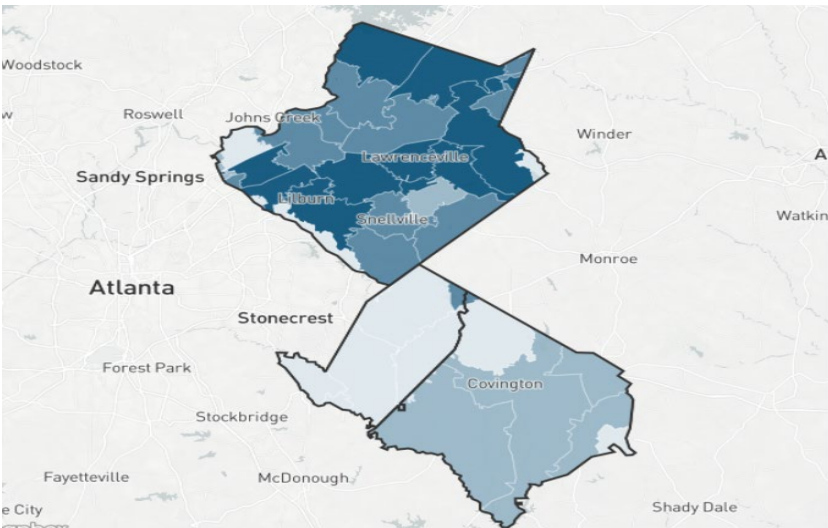 Woodstock
Roswell
Johns Creek
Winder
Lawrenceville
A
Sandy Springs
Lilburn
Snellville
Watkin
Monroe
Atlanta
Stonecrest
Forest Park
Covington
Stockbridge
Fayetteville
McDonough
e City
Shady Dale